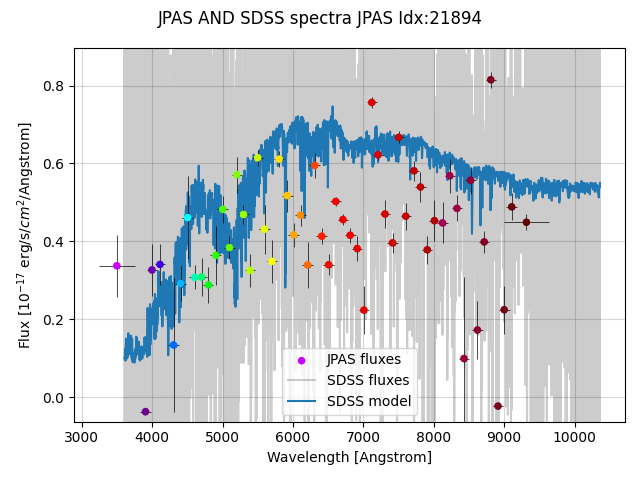 JPAS AND SDSS spectra JPAS Idx:21894
Flux [10⁻¹⁷ erg/s/cm²/Angstrom]
0.8
0.6
0.4
0.2
0.0
JPAS fluxes
SDSS fluxes
SDSS model
3000 4000 5000 6000 7000 8000 9000 10000
Wavelength [Angstrom]